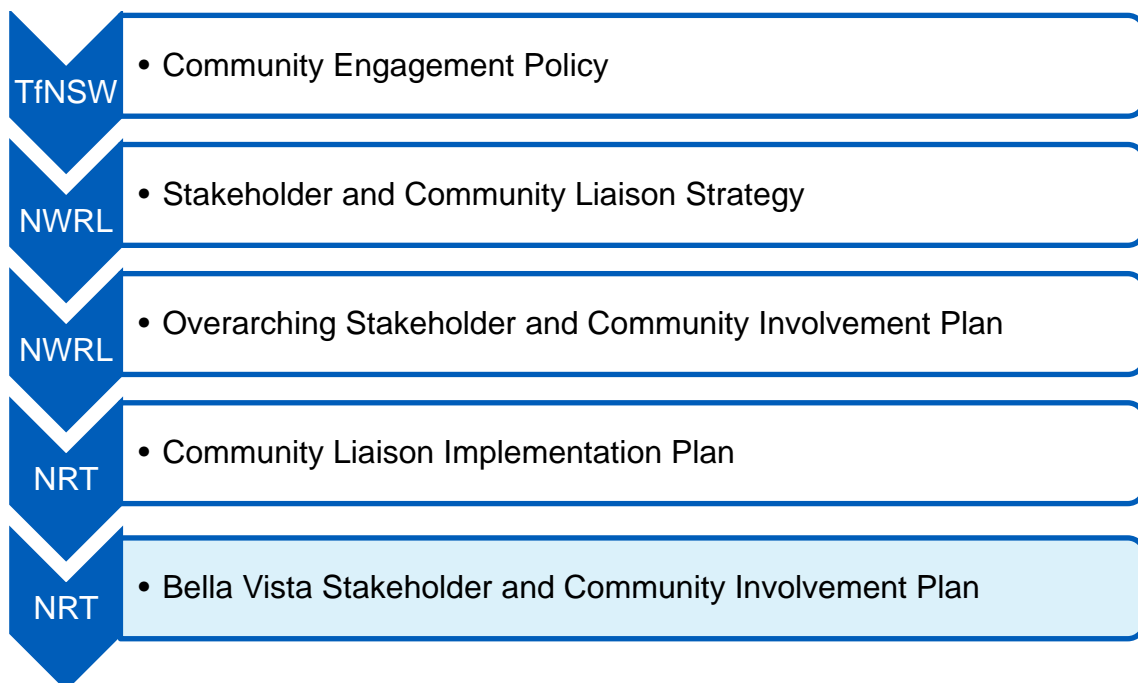 TfNSW
• Community Engagement Policy
NWRL
• Stakeholder and Community Liaison Strategy
NWRL
• Overarching Stakeholder and Community Involvement Plan
NRT
• Community Liaison Implementation Plan
NRT
• Bella Vista Stakeholder and Community Involvement Plan